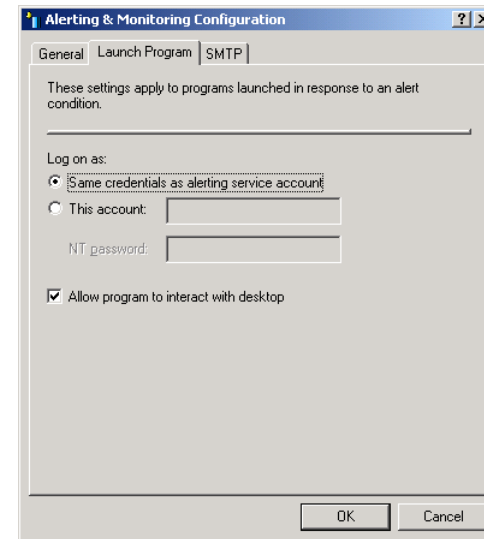 Alerting & Monitoring Configuration
General Launch Program SMTP
These settings apply to programs launched in response to an alert
condition.
Log on as:
Same credentials as alerting service account
This account:
NT password:
Allow program to interact with desktop
OK Cancel